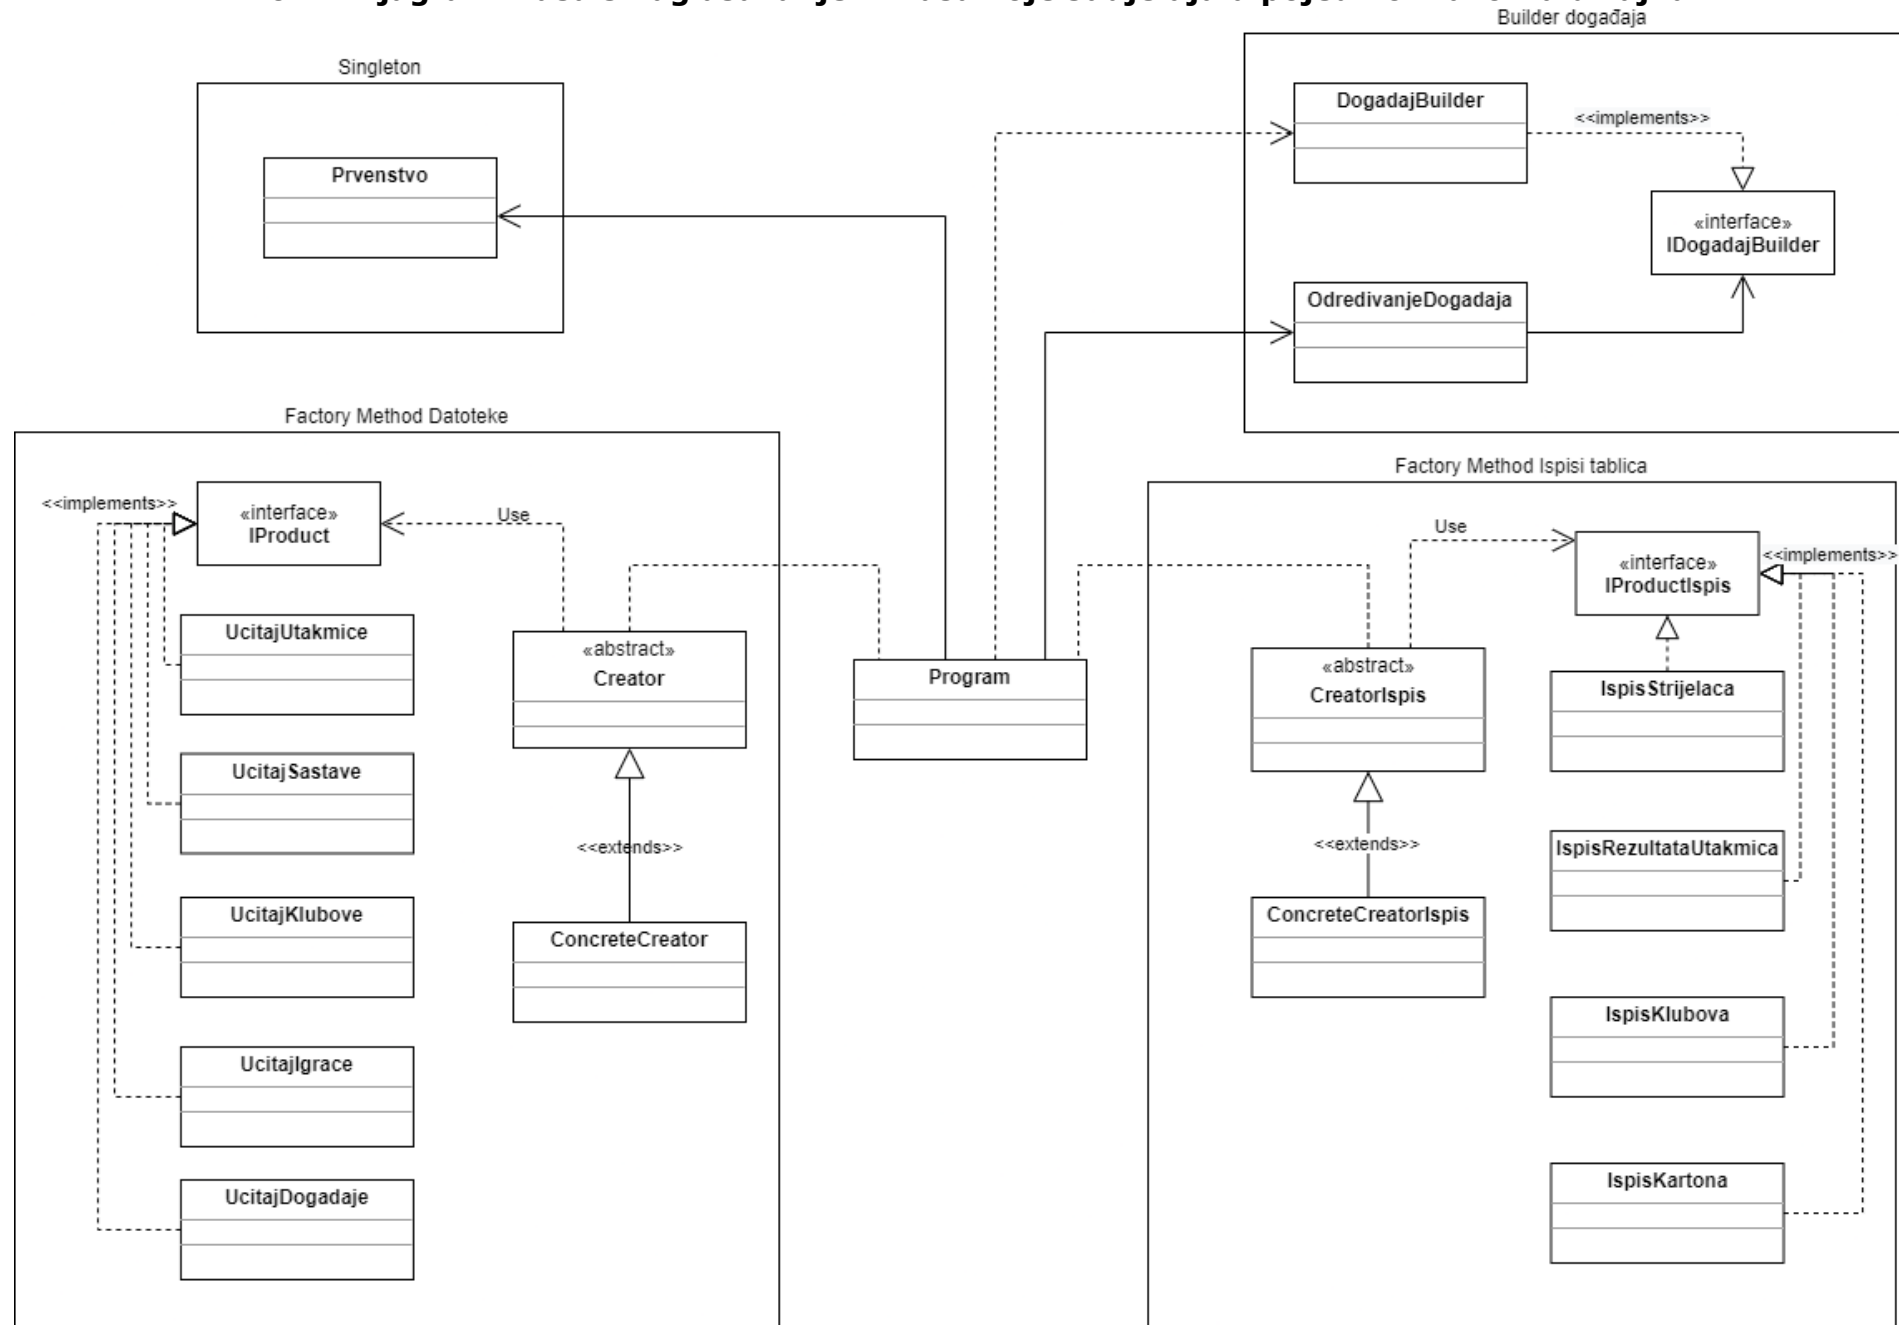 Builder događaja
Singleton
DogadajBuilder
<<implements>>
Prvenstvo
«interface»
IDogadajBuilder
OdredivanjeDogadaja
Factory Method Datoteke
Factory Method Ispisi tablica
<<implements>>
«interface»
IProduct
Use
Use
«interface»
IProductIspis
<<implements>>
UcitajUtakmice
«abstract»
Creator
Program
«abstract»
CreatorIspis
IspisStrijelaca
UcitajSastave
<<extends>>
<<extends>>
IspisRezultataUtakmica
UcitajKlubove
ConcreteCreator
ConcreteCreatorIspis
IspisKlubova
UcitajIgrace
IspisKartona
UcitajDogadaje